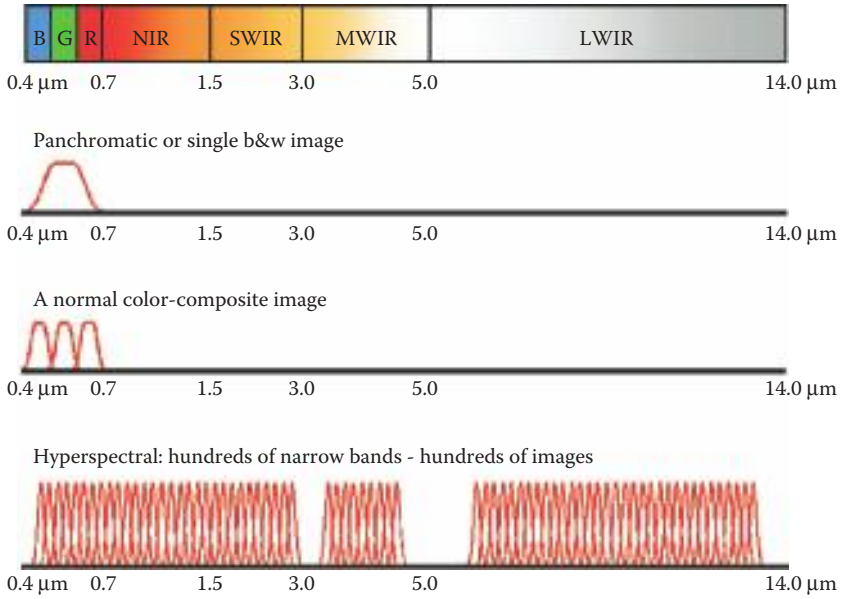 B G R NIR SWIR MWIR LWIR
0.4 μm 0.7 1.5 3.0 5.0 14.0 μm
Panchromatic or single b&w image
0.4 μm 0.7 1.5 3.0 5.0 14.0 μm
A normal color-composite image
0.4 μm 0.7 1.5 3.0 5.0 14.0 μm
Hyperspectral: hundreds of narrow bands - hundreds of images
0.4 μm 0.7 1.5 3.0 5.0 14.0 μm